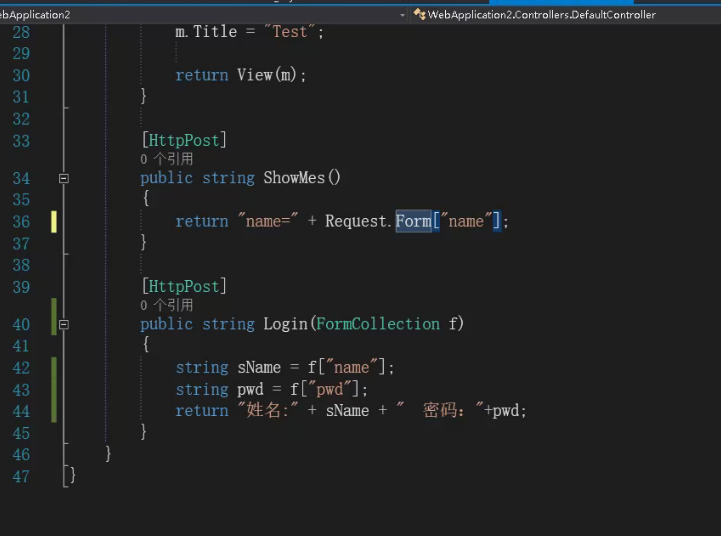 ebApplication2
WebApplication2.Controllers.DefaultController
28 m.Title = "Test";
29
30 return View(m);
31 }
32
33 [HttpPost]
0 个引用
34 public string ShowMes()
35 {
36 return "name=" + Request.Form["name"];
37 }
38
39 [HttpPost]
0 个引用
40 public string Login(FormCollection f)
41 {
42 string sName = f["name"];
43 string pwd = f["pwd"];
44 return "姓名:" + sName + "  密码："+pwd;
45 }
46 }
47 }